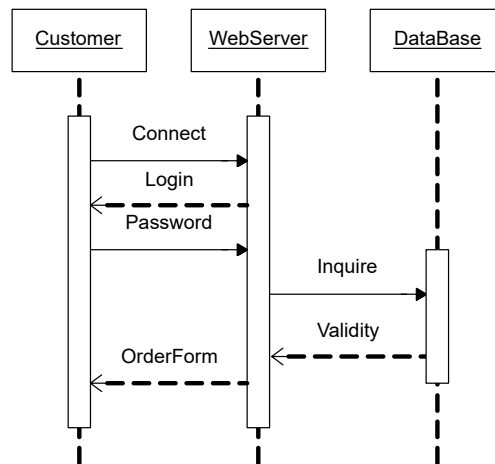 Customer
WebServer
DataBase
Connect
Login
Password
Inquire
Validity
OrderForm